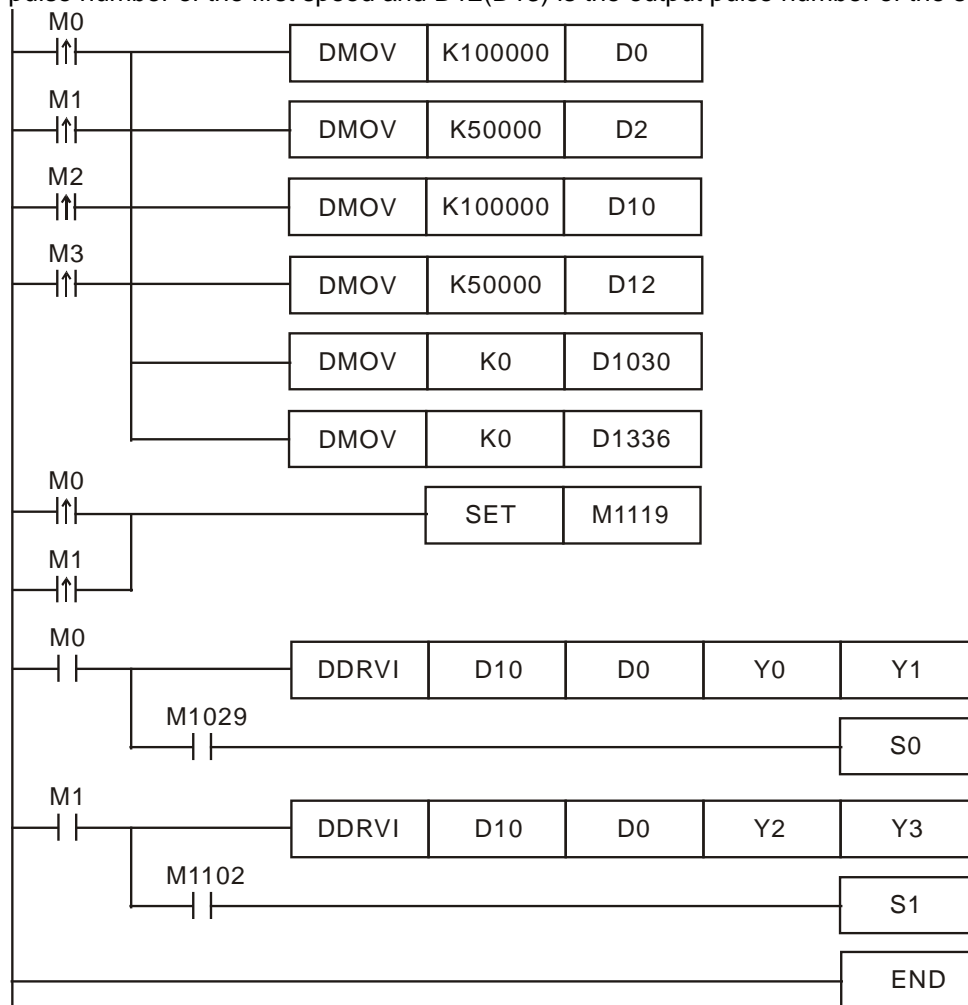 pulse number of the first speed and D12(D13) is the output pulse number of the
M0
DMOV K100000 D0
M1
DMOV K50000 D2
M2
DMOV K100000 D10
M3
DMOV K50000 D12
DMOV K0 D1030
DMOV K0 D1336
M0
SET M1119
M1
M0
DDRVI D10 D0 Y0 Y1
M1029
S0
M1
DDRVI D10 D0 Y2 Y3
M1102
S1
END